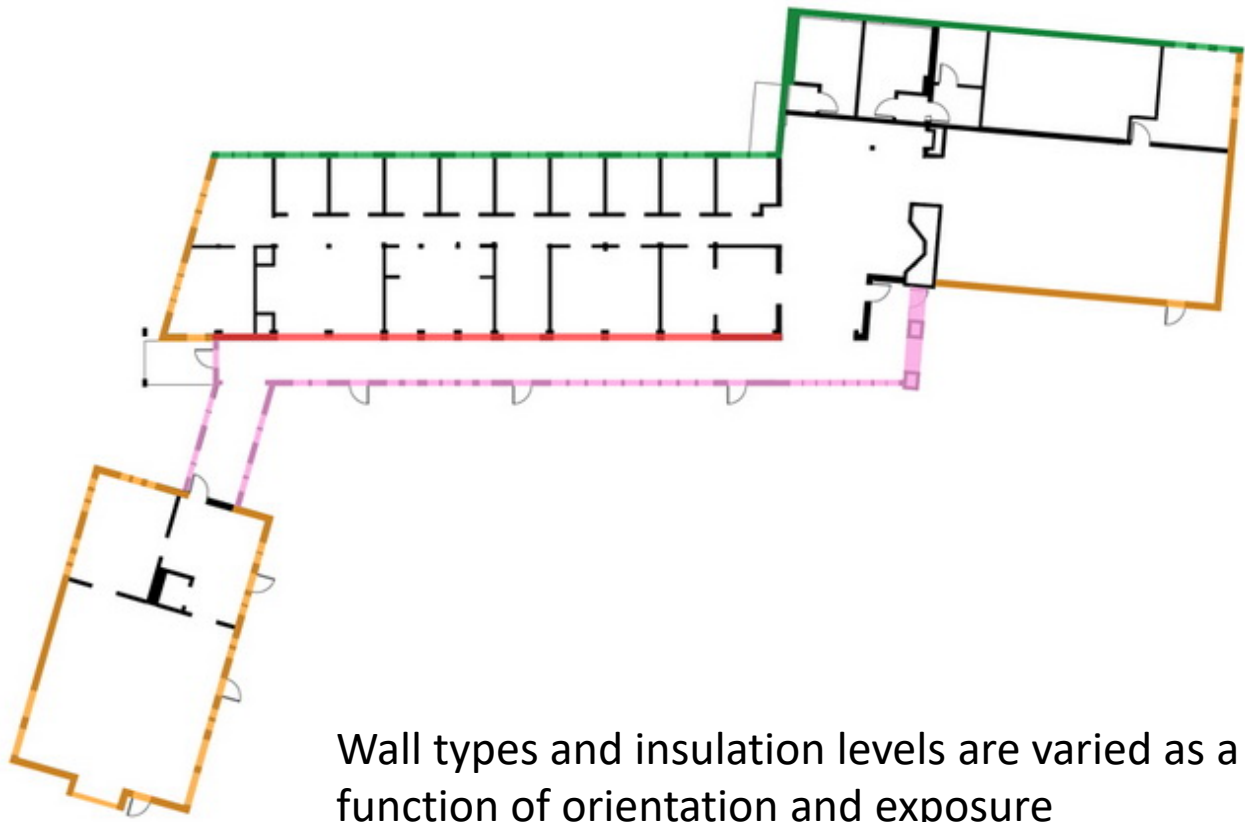 Wall types and insulation levels are varied as a
function of orientation and exposure